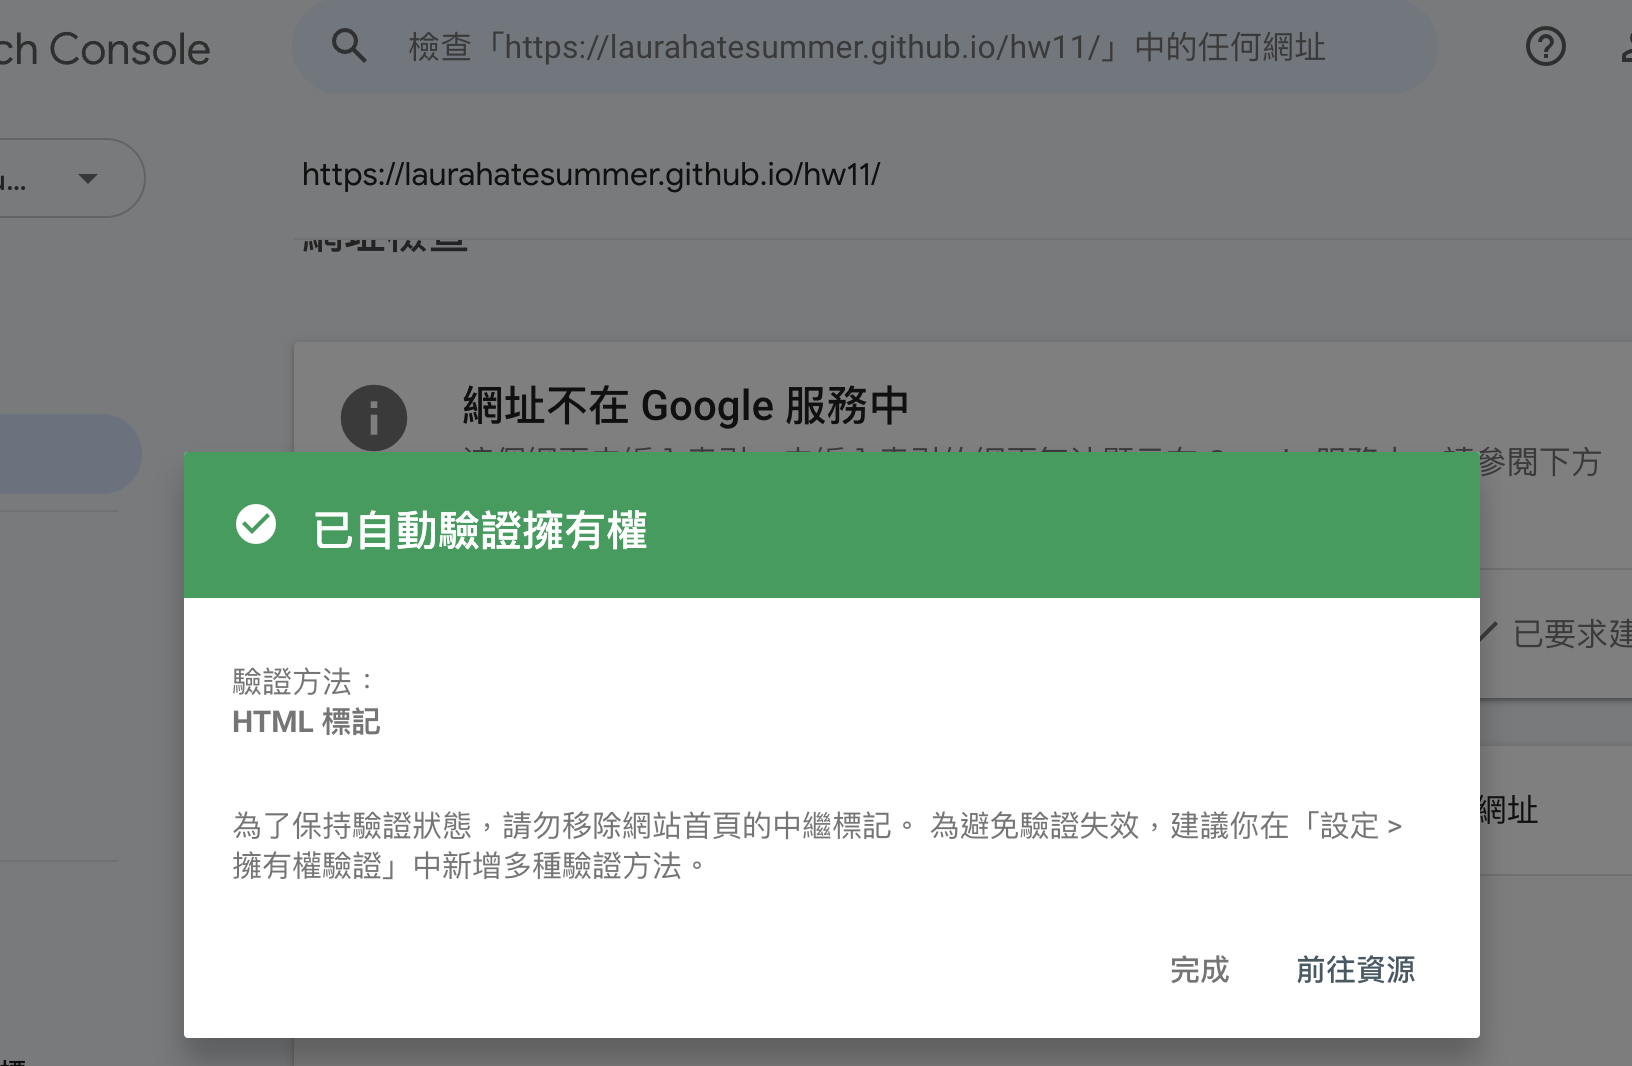 ch Console
檢查「https://laurahatesummer.github.io/hw11/」中的任何網址
u...
https://laurahatesummer.github.io/hw11/
網址檢查
網址不在 Google 服務中
請參閱下方
已自動驗證擁有權
已要求建
驗證方法：
HTML 標記
網址
為了保持驗證狀態，請勿移除網站首頁的中繼標記。 為避免驗證失效，建議你在「設定 >
擁有權驗證」中新增多種驗證方法。
完成
前往資源